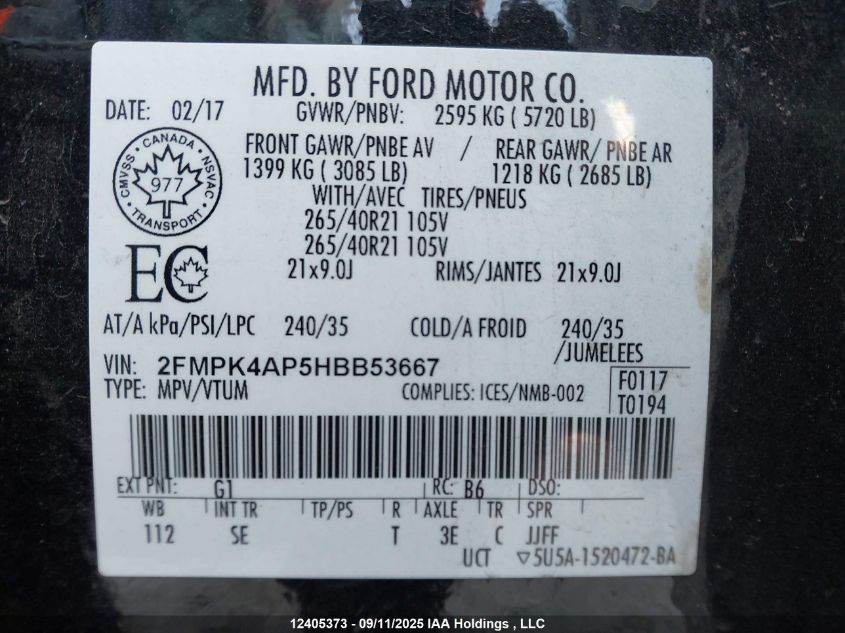 MFD. BY FORD MOTOR CO.
DATE: 02/17 GVWR/PNBV: 2595 KG ( 5720 LB)
FRONT GAWR/PNBE AV / REAR GAWR/ PNBE AR
1399 KG ( 3085 LB) 1218 KG ( 2685 LB)
WITH/AVEC TIRES/PNEUS
265/40R21 105V
265/40R21 105V
21x9.0J RIMS/JANTES 21x9.0J
CANADA
CMVSS NSVAC
977
TRANSPORT
EC
AT/A kPa/PSI/LPC 240/35 COLD/A FROID 240/35
/JUMELEES
VIN: 2FMPK4AP5HBB53667
TYPE: MPV/VTUM COMPLIES: ICES/NMB-002
F0117
T0194
EXT PNT: G1 RC: B6 DSO:
WB INT TR TP/PS R AXLE TR SPR
112 SE T 3E C JJFF
UCT ▽5U5A-1520472-BA
12405373 - 09/11/2025 IAA Holdings , LLC